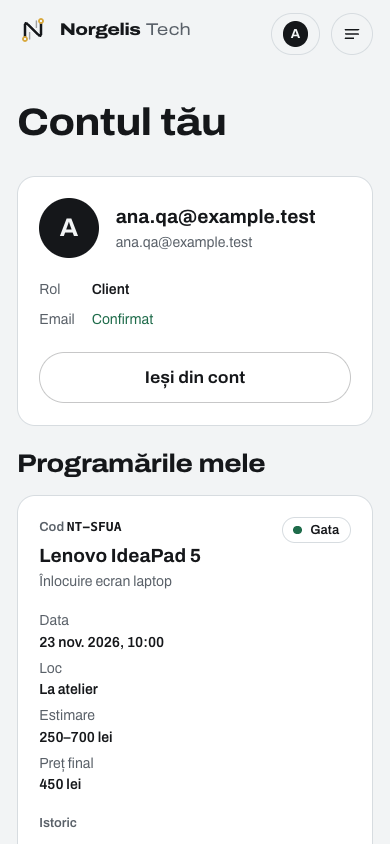 N Norgelis Tech
A
Contul tău
A
ana.qa@example.test
ana.qa@example.test
Rol Client
Email Confirmat
Ieși din cont
Programările mele
Cod NT-SFUA
Gata
Lenovo IdeaPad 5
Înlocuire ecran laptop
Data
23 nov. 2026, 10:00
Loc
La atelier
Estimare
250–700 lei
Preț final
450 lei
Istoric